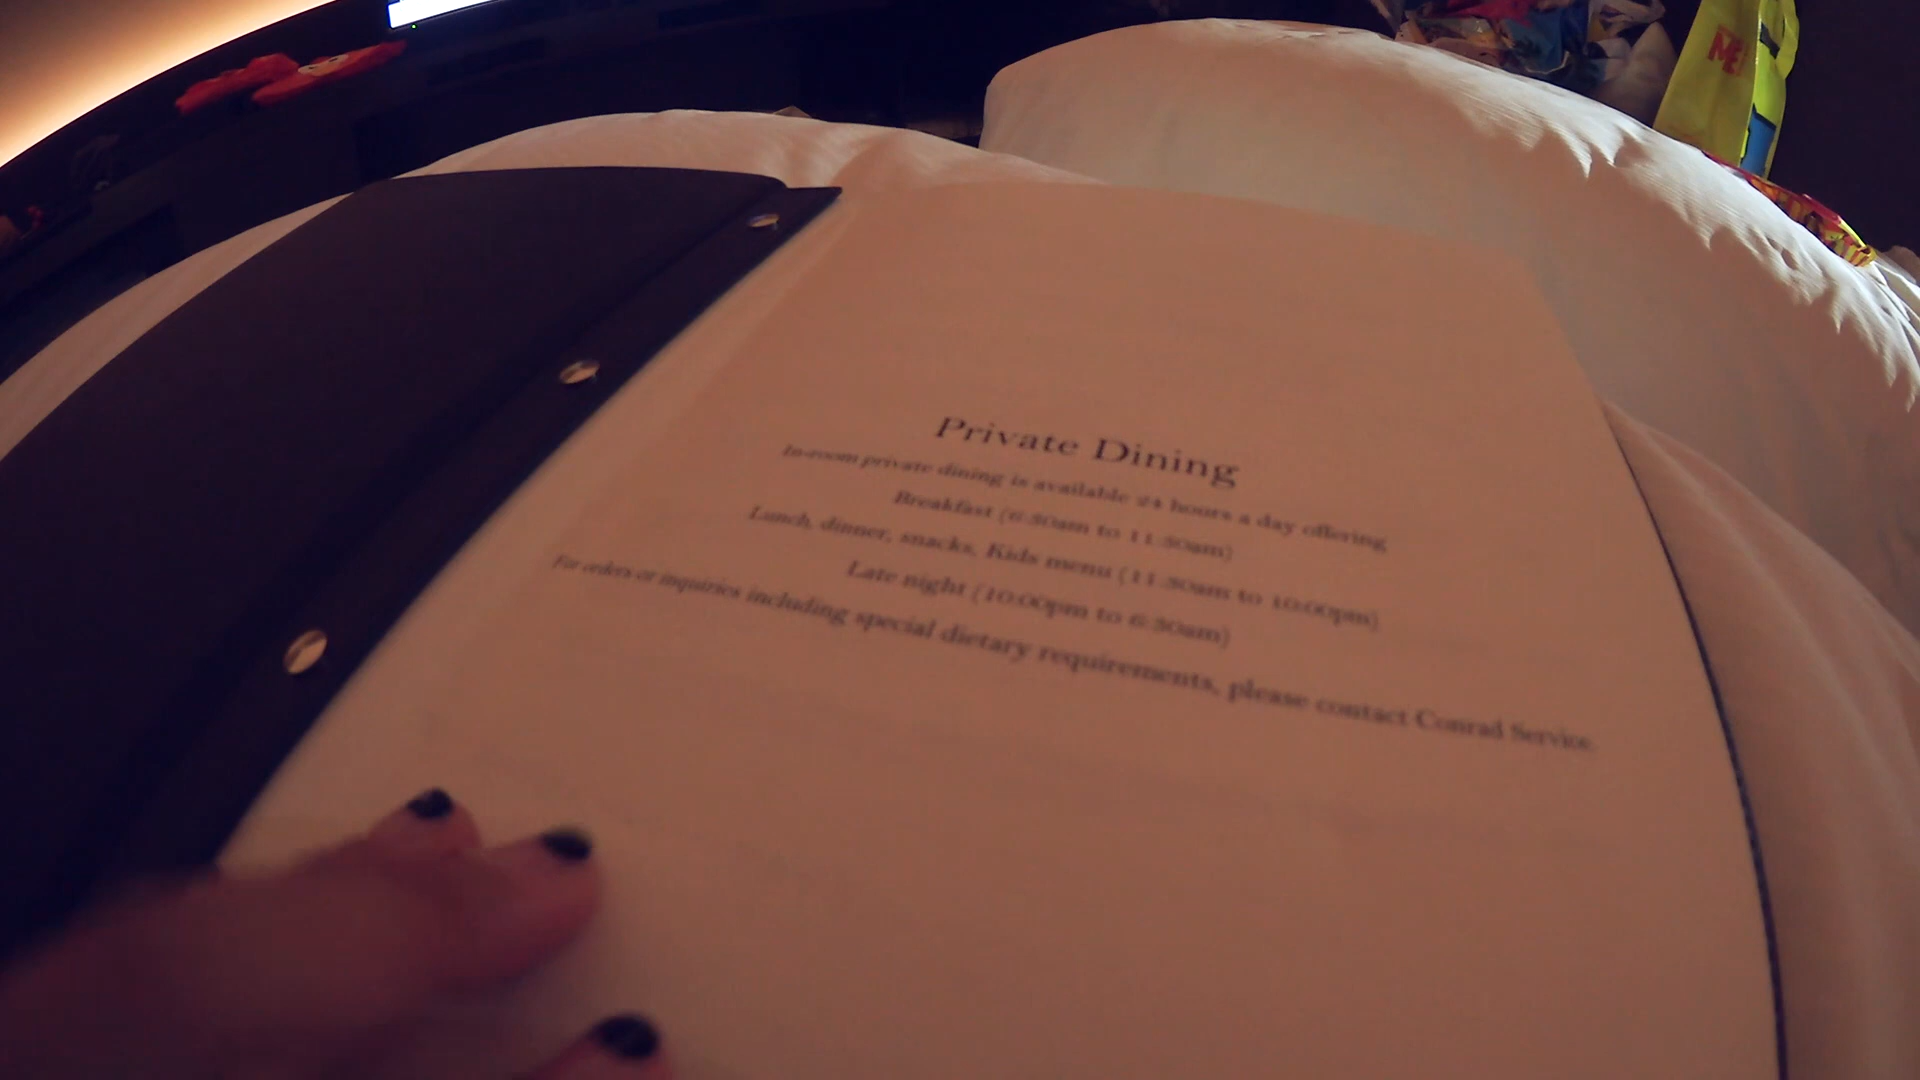 Private Dining
In-room private dining is available 24 hours a day offering
Breakfast (6:30am to 11:30am)
Lunch, dinner, snacks, Kids menu (11:30am to 10:00pm)
Late night (10:00pm to 6:30am)
For orders or inquiries including special dietary requirements, please contact Conrad Service.
ME